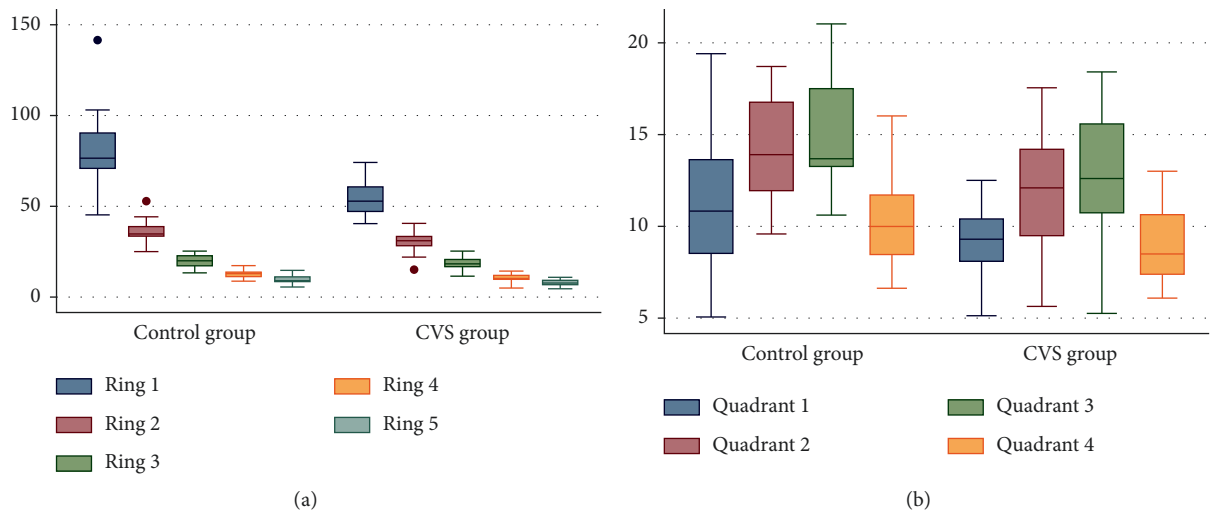 150
100
50
0
Control group
CVS group
Ring 1
Ring 2
Ring 3
Ring 4
Ring 5
(a)
20
15
10
5
Control group
CVS group
Quadrant 1
Quadrant 2
Quadrant 3
Quadrant 4
(b)